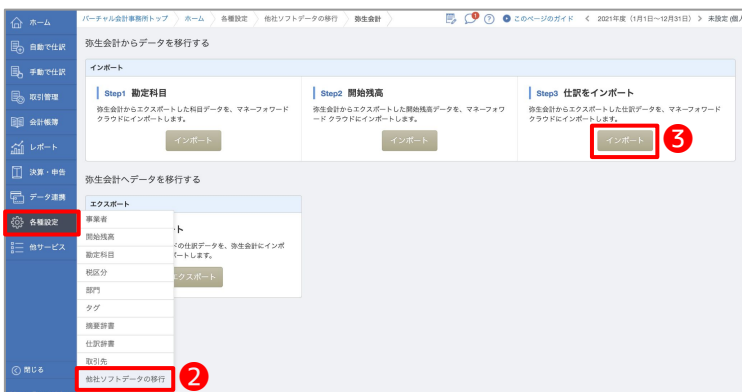 バーチャル会計事務所トップ 〉 ホーム 〉 各種設定 〉 他社ソフトデータの移行 〉 弥生会計
このページのガイド く 2021年度 (1月1日~12月31日) > 未設定 (個人
ホーム
自動で仕訳
手動で仕訳
取引管理
会計帳簿
レポート
決算・申告
データ連携
各種設定
他サービス
閉じる
弥生会計からデータを移行する
インポート
Step1 勘定科目
弥生会計からエクスポートした科目データを、マネーフォワード
クラウドにインポートします。
インポート
Step2 開始残高
弥生会計からエクスポートした開始残高データを、マネーフォワ
ード クラウドにインポートします。
インポート
Step3 仕訳をインポート
弥生会計からエクスポートした仕訳データを、マネーフォワード
クラウドにインポートします。
インポート
3
弥生会計へデータを移行する
エクスポート
ト
ドの仕訳データを、弥生会計にインポ
ートします。
エクスポート
事業者
開始残高
勘定科目
税区分
部門
タグ
摘要辞書
仕訳辞書
取引先
他社ソフトデータの移行
2